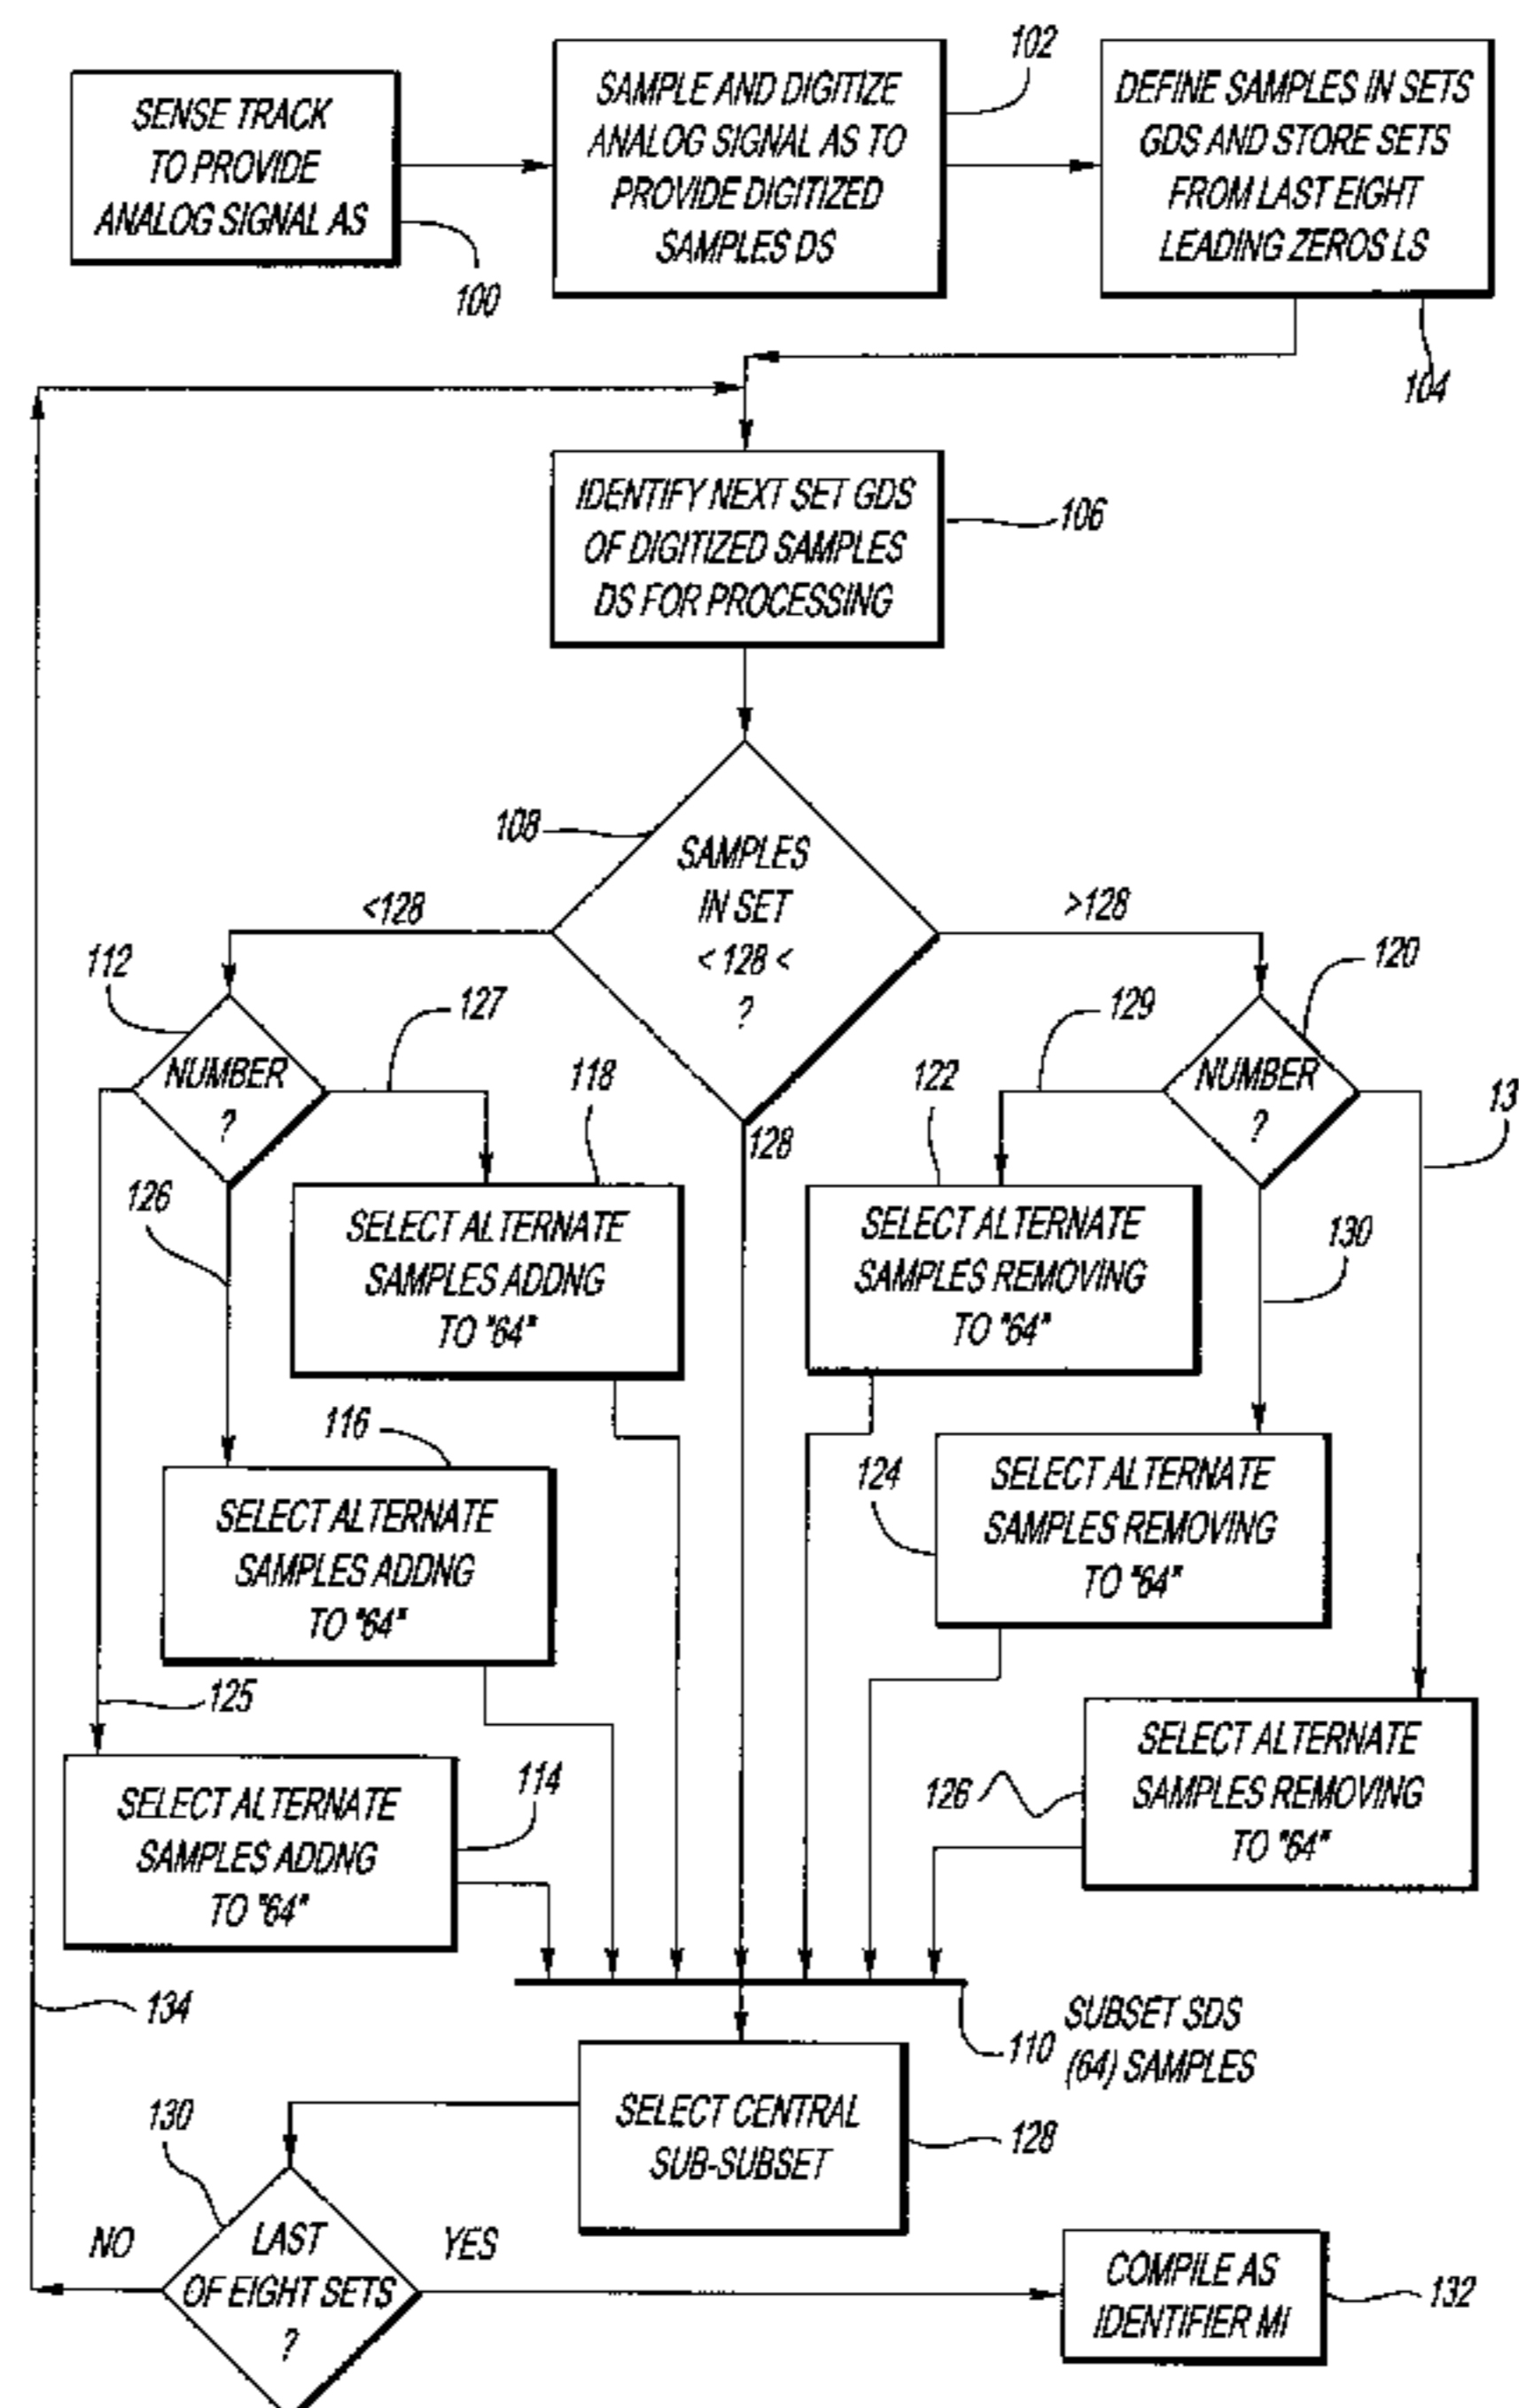 SENSE TRACK
TO PROVIDE
ANALOG SIGNAL AS
100
SAMPLE AND DIGITIZE
ANALOG SIGNAL AS TO
PROVIDE DIGITIZED
SAMPLES DS
102
DEFINE SAMPLES IN SETS
GDS AND STORE SETS
FROM LAST EIGHT
LEADING ZEROS LS
104
IDENTIFY NEXT SET GDS
OF DIGITIZED SAMPLES
DS FOR PROCESSING
106
108
SAMPLES
IN SET
< 128 <
?
<128
>128
128
112
NUMBER
?
127
126
125
118
SELECT ALTERNATE
SAMPLES ADDNG
TO "64"
116
SELECT ALTERNATE
SAMPLES ADDNG
TO "64"
114
SELECT ALTERNATE
SAMPLES ADDNG
TO "64"
120
NUMBER
?
129
130
13
122
SELECT ALTERNATE
SAMPLES REMOVING
TO "64"
124
SELECT ALTERNATE
SAMPLES REMOVING
TO "64"
126
SELECT ALTERNATE
SAMPLES REMOVING
TO "64"
110
SUBSET SDS
(64) SAMPLES
134
SELECT CENTRAL
SUB-SUBSET
128
130
LAST
OF EIGHT SETS
?
NO
YES
COMPILE AS
IDENTIFIER MI
132